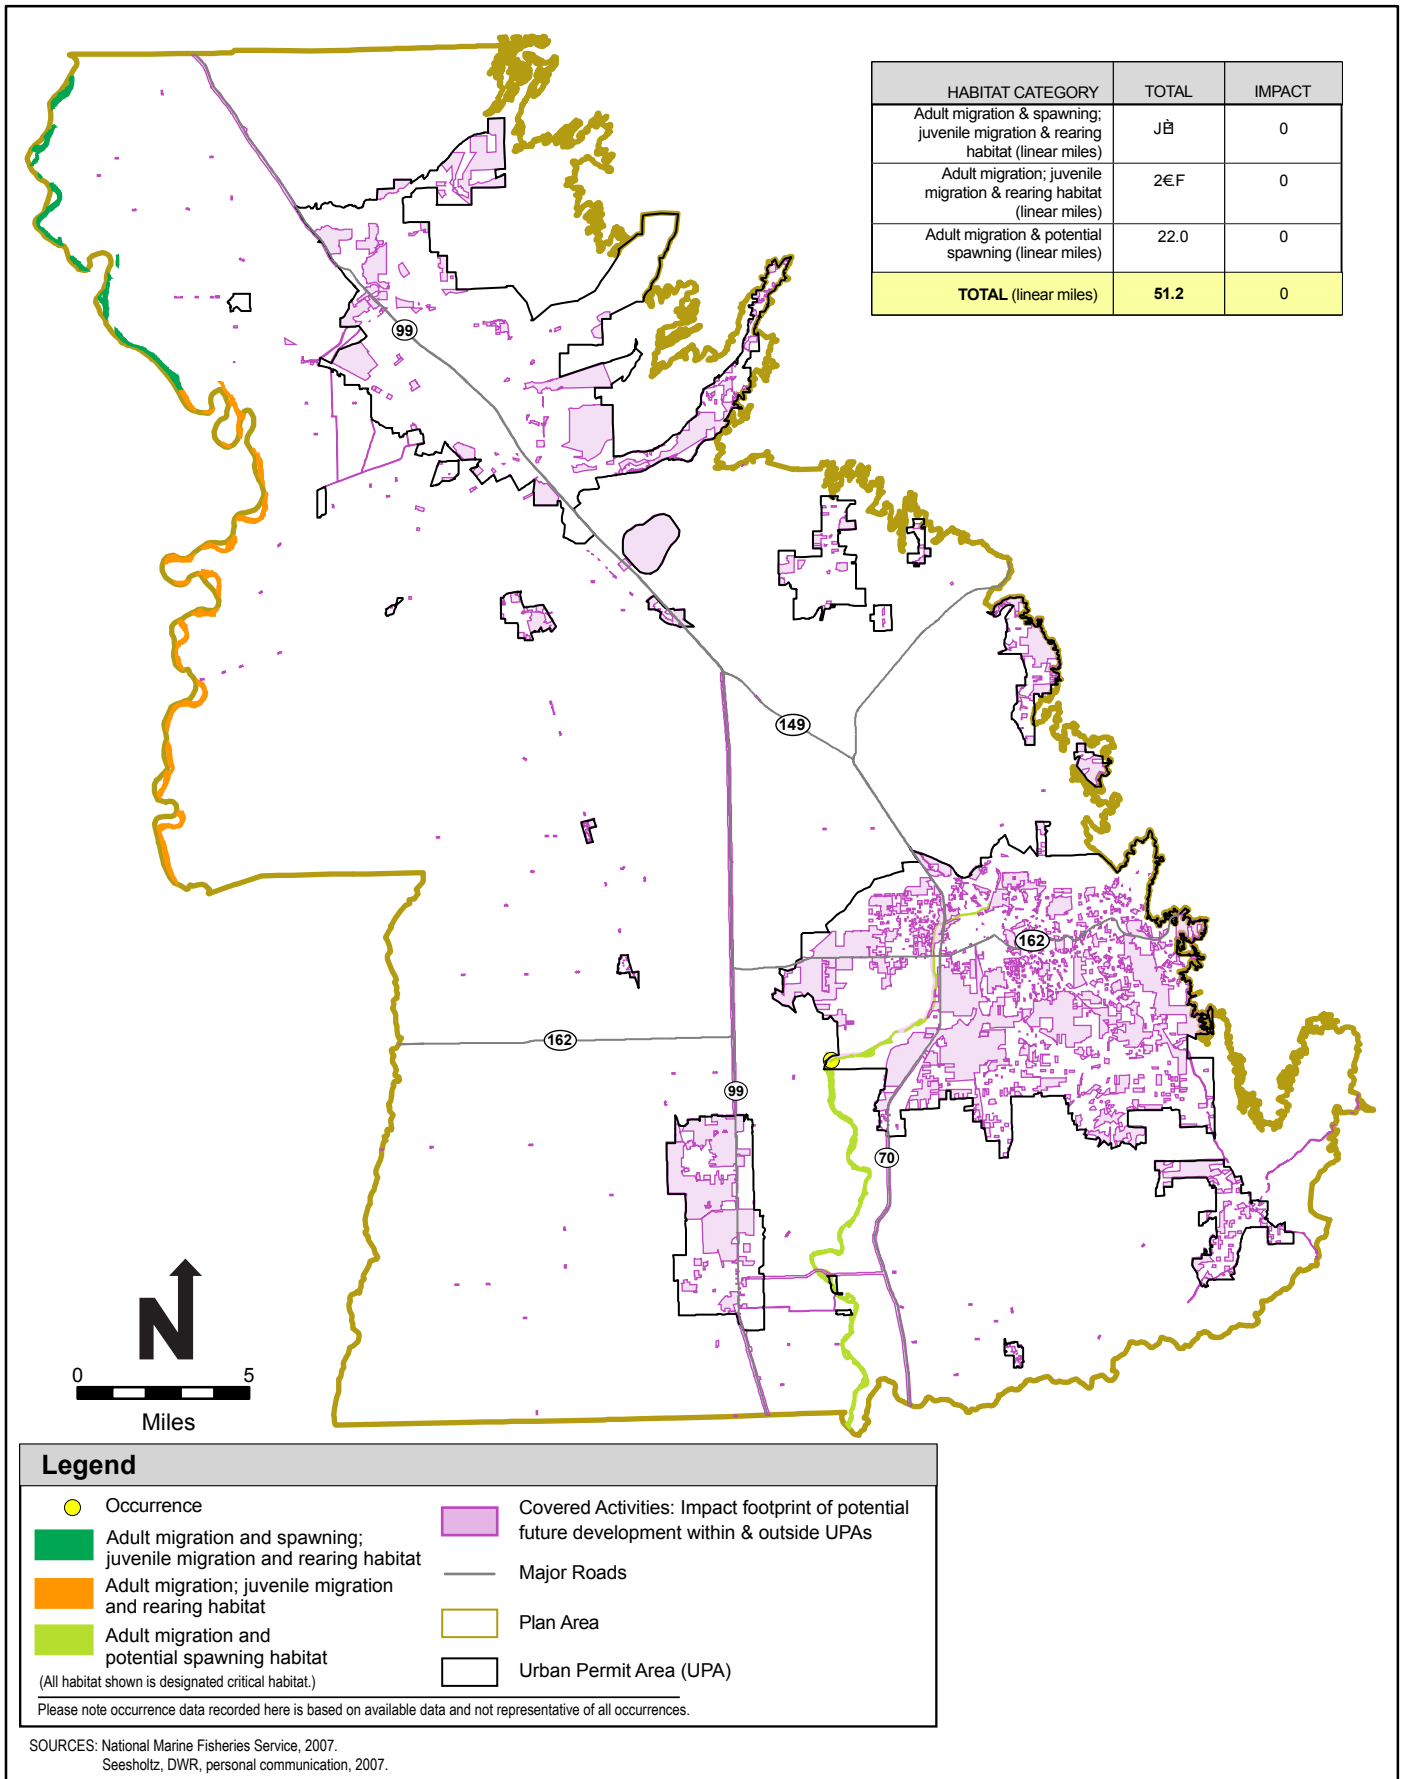 HABITAT CATEGORY TOTAL IMPACT
Adult migration & spawning;
juvenile migration & rearing
habitat (linear miles) 0
Adult migration; juvenile
migration & rearing habitat
(linear miles) 2€F 0
Adult migration & potential
spawning (linear miles) 22.0 0
TOTAL (linear miles) 51.2 0
99
149
162
162
99
70
N
0 5
Miles
Legend
Occurrence
Adult migration and spawning;
juvenile migration and rearing habitat
Adult migration; juvenile migration
and rearing habitat
Adult migration and
potential spawning habitat
(All habitat shown is designated critical habitat.)
Covered Activities: Impact footprint of potential
future development within & outside UPAs
Major Roads
Plan Area
Urban Permit Area (UPA)
Please note occurrence data recorded here is based on available data and not representative of all occurrences.
SOURCES: National Marine Fisheries Service, 2007.
Seesholtz, DWR, personal communication, 2007.